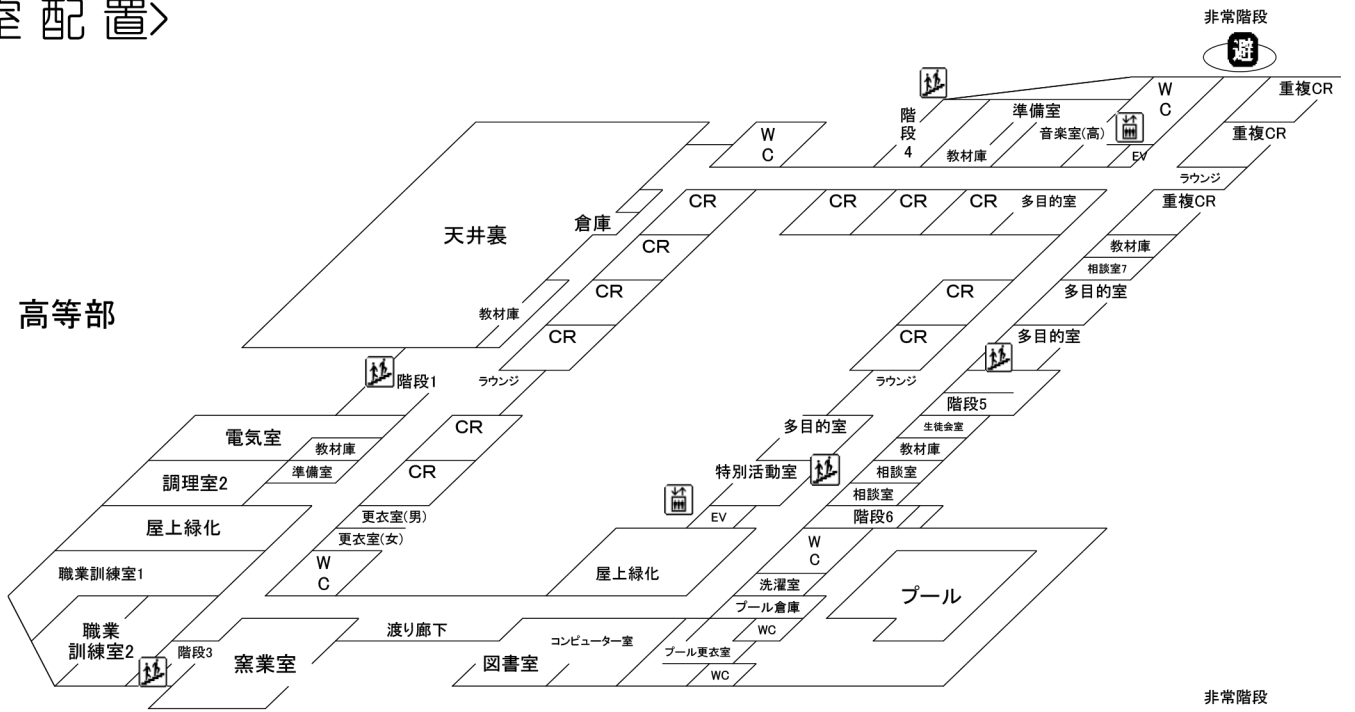 室配置>
非常階段
避
重複CR
WC
準備室
階段4
音楽室(高)
重複CR
WC
教材庫
EV
ラウンジ
CR
CR
CR
CR
多目的室
重複CR
倉庫
天井裏
CR
教材庫
相談室7
CR
CR
多目的室
高等部
教材庫
CR
CR
多目的室
階段1
ラウンジ
ラウンジ
階段5
CR
多目的室
生徒会室
電気室
教材庫
教材庫
準備室
CR
特別活動室
相談室
調理室2
相談室
更衣室(男)
EV
階段6
屋上緑化
更衣室(女)
WC
WC
職業訓練室1
屋上緑化
洗濯室
プール
プール倉庫
職業
訓練室2
渡り廊下
WC
階段3
コンピューター室
プール更衣室
窯業室
図書室
WC
非常階段